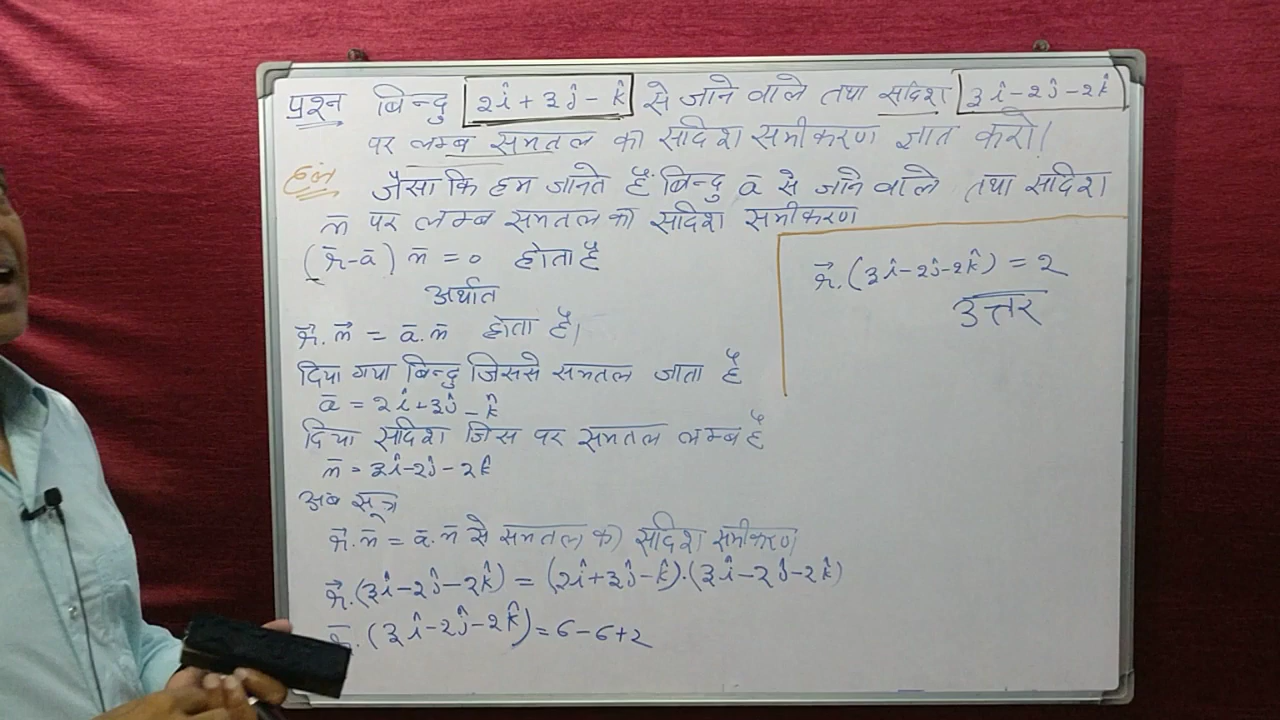 प्रश्न बिन्दु 2î + 3ĵ - k̂ से जाने वाले तथा सदिश 3î-2ĵ-2k̂
पर लम्ब समतल का सदिश समीकरण ज्ञात करो।
हल जैसा कि हम जानते हैं बिन्दु ā से जाने वाले तथा सदिश
n̄ पर लम्ब समतल का सदिश समीकरण
(r̄-ā) n̄ = 0 होता है
अर्थात
r⃗.n⃗ = ā.n̄ होता है।
दिया गया बिन्दु जिससे समतल जाता है
ā = 2î+3ĵ-k̂
दिया सदिश जिस पर समतल लम्ब है
n̄ = 3î-2ĵ-2k̂
अब सूत्र
r̄.n̄ = ā.n̄ से समतल का सदिश समीकरण
r⃗.(3î-2ĵ-2k̂) = (2î+3ĵ-k̂).(3î-2ĵ-2k̂)
r̄.(3î-2ĵ-2k̂) = 6-6+2
r⃗.(3î-2ĵ-2k̂) = 2
उत्तर